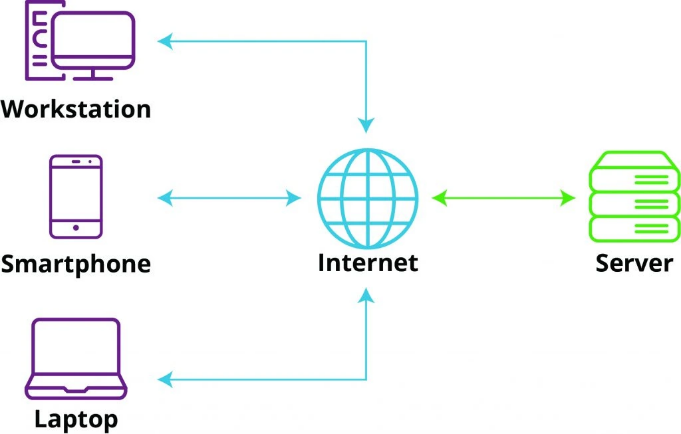 Workstation
Smartphone
Internet
Server
Laptop